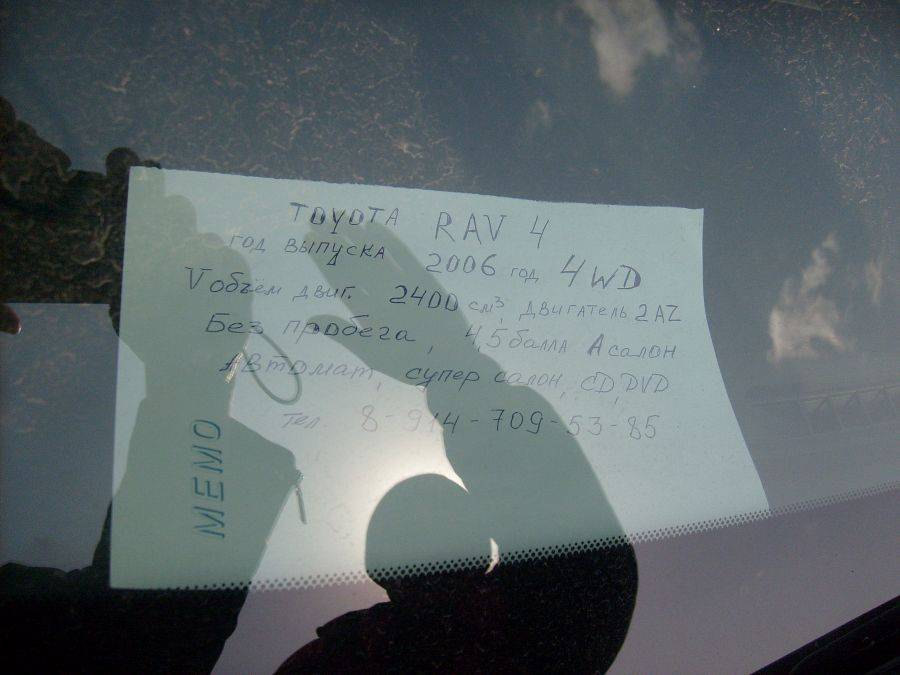 TOYOTA RAV 4
год выпуска 2006 год 4WD
V объём двиг. 2400 см³, двигатель 2AZ
Без пробега, 4,5 балла А салон
Автомат, супер салон, CD, DVD
тел 8-914-709-53-85
MEMO